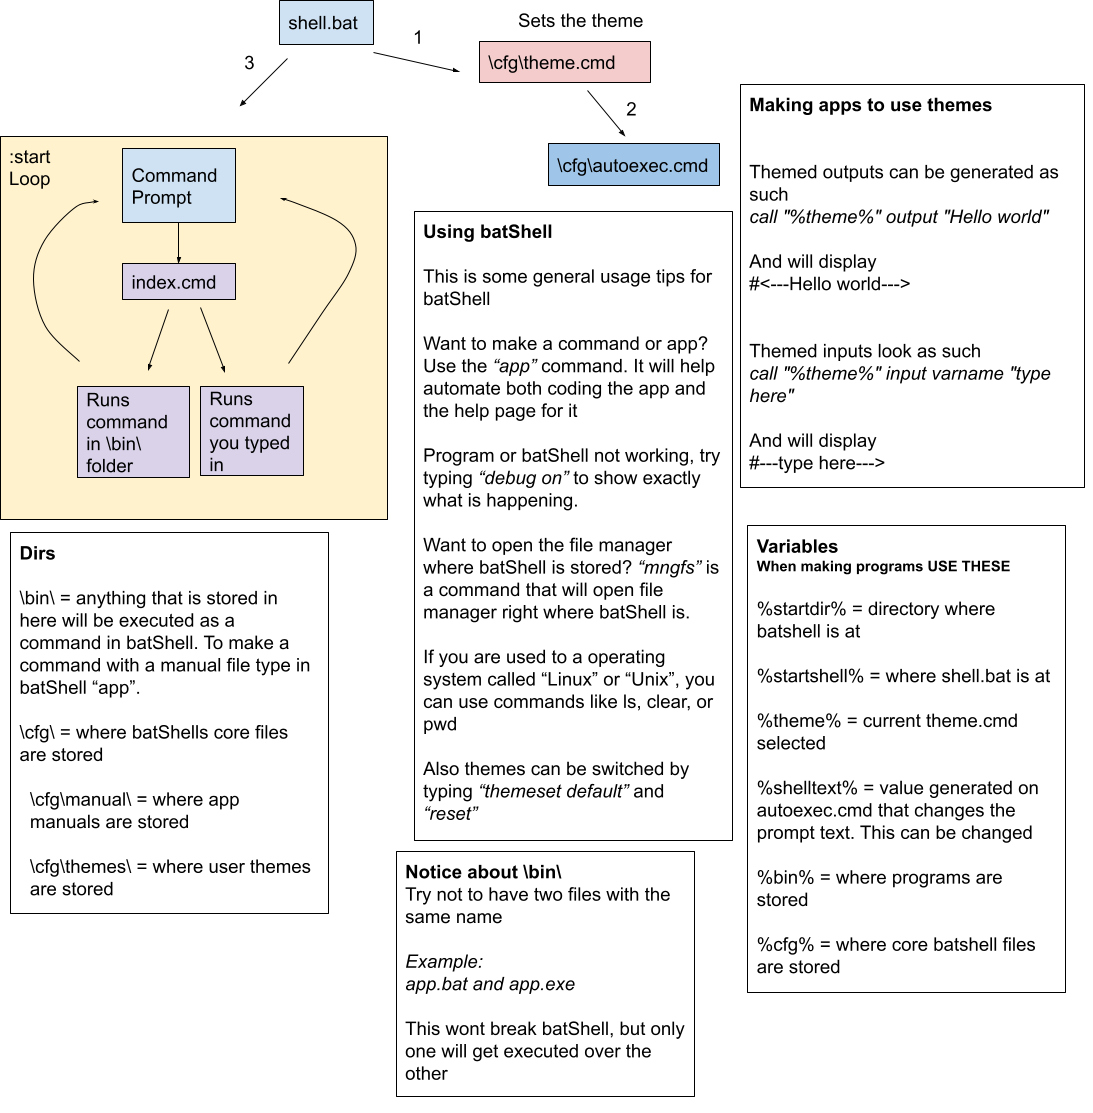 shell.bat
Sets the theme
1
\cfg\theme.cmd
3
2
\cfg\autoexec.cmd
:start
Loop
Command
Prompt
index.cmd
Runs
command
in \bin\
folder
Runs
command
you typed
in
Making apps to use themes
Themed outputs can be generated as
such
call "%theme%" output "Hello world"
And will display
#<---Hello world--->
Themed inputs look as such
call "%theme%" input varname "type
here"
And will display
#---type here--->
Using batShell
This is some general usage tips for
batShell
Want to make a command or app?
Use the “app” command. It will help
automate both coding the app and
the help page for it
Program or batShell not working, try
typing “debug on” to show exactly
what is happening.
Want to open the file manager
where batShell is stored? “mngfs” is
a command that will open file
manager right where batShell is.
If you are used to a operating
system called “Linux” or “Unix”, you
can use commands like ls, clear, or
pwd
Also themes can be switched by
typing “themeset default” and
“reset”
Dirs
\bin\ = anything that is stored in
here will be executed as a
command in batShell. To make a
command with a manual file type in
batShell “app”.
\cfg\ = where batShells core files
are stored
\cfg\manual\ = where app
manuals are stored
\cfg\themes\ = where user themes
are stored
Variables
When making programs USE THESE
%startdir% = directory where
batshell is at
%startshell% = where shell.bat is at
%theme% = current theme.cmd
selected
%shelltext% = value generated on
autoexec.cmd that changes the
prompt text. This can be changed
%bin% = where programs are
stored
%cfg% = where core batshell files
are stored
Notice about \bin\
Try not to have two files with the
same name
Example:
app.bat and app.exe
This wont break batShell, but only
one will get executed over the
other